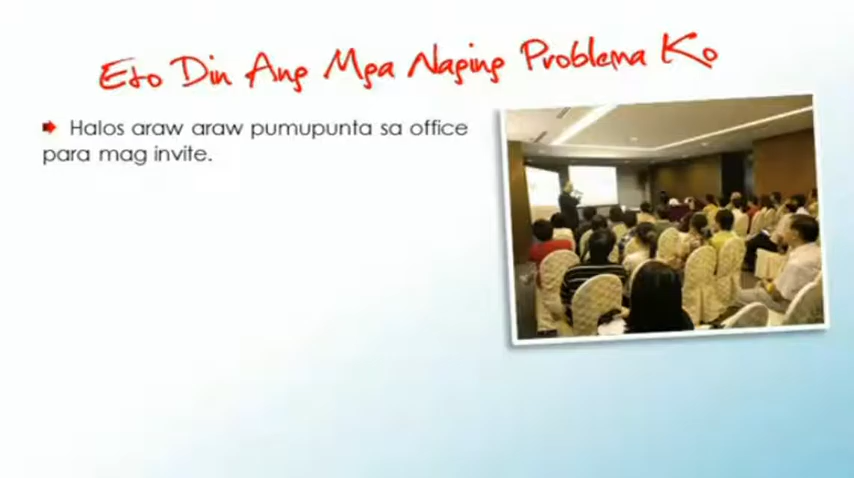 Eto Din Ang Mga Naging Problema Ko
Halos araw araw pumupunta sa office
para mag invite.